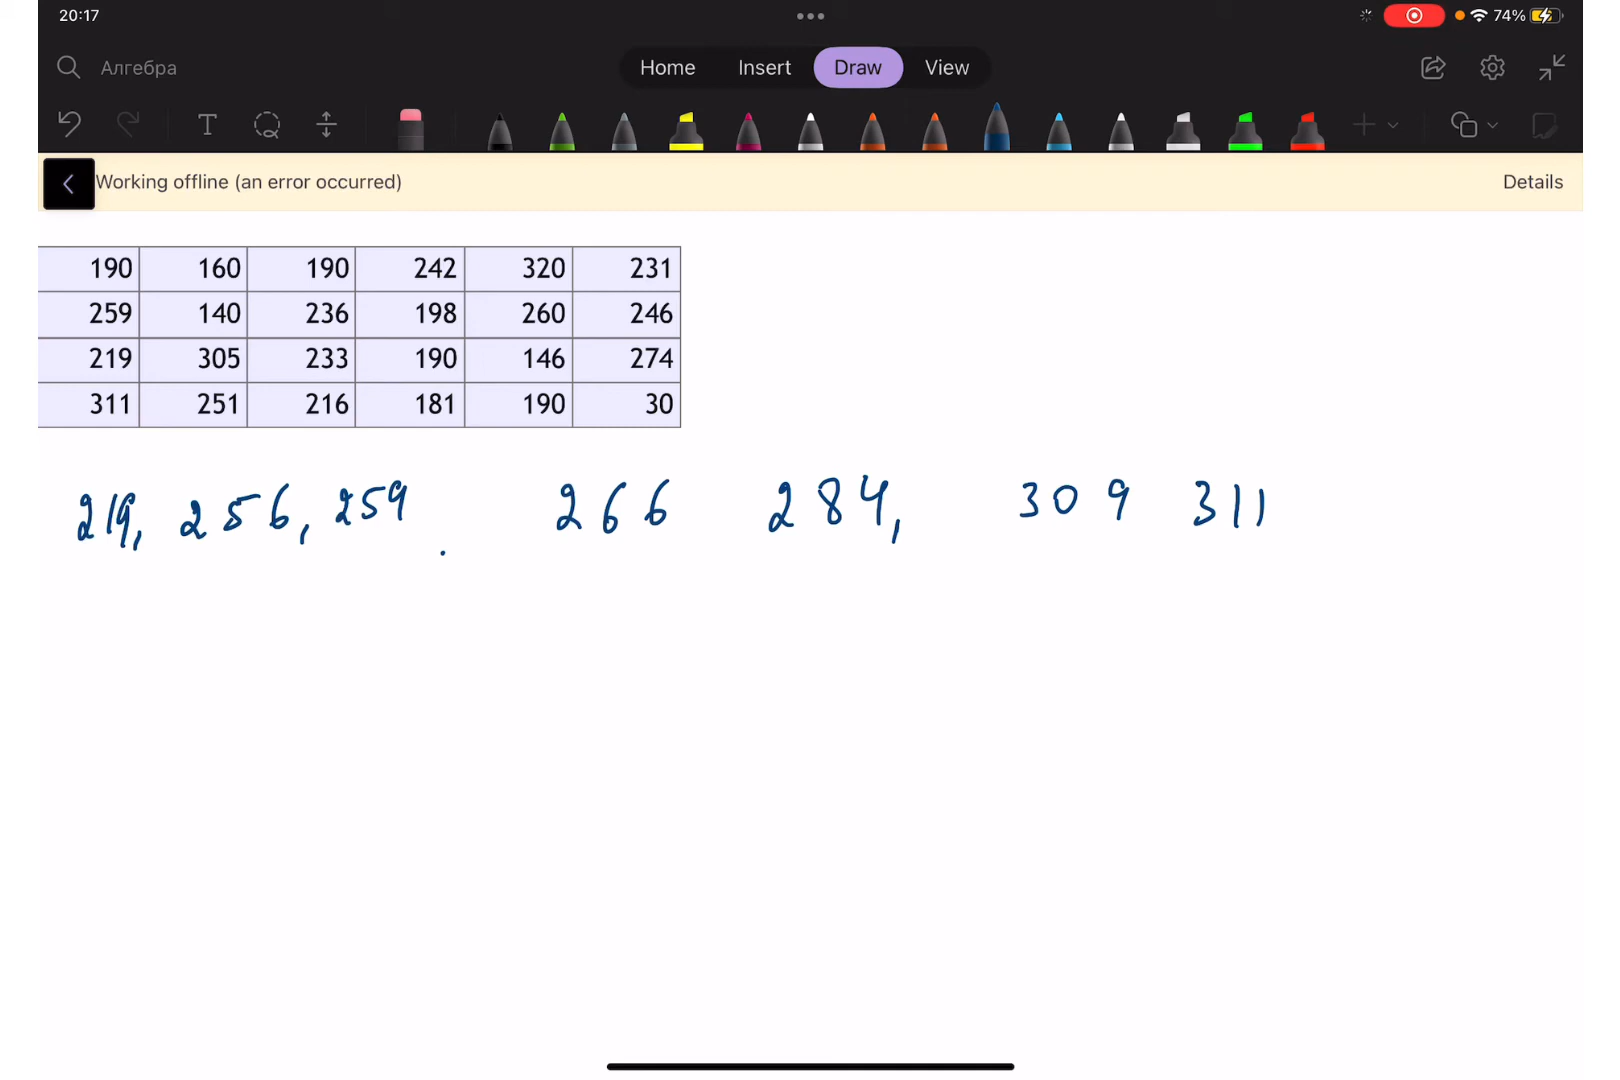 20:17
74%
Алгебра
Home Insert Draw View
T
Working offline (an error occurred) Details
190 160 190 242 320 231
259 140 236 198 260 246
219 305 233 190 146 274
311 251 216 181 190 30
219, 256, 259 . 266 284, 309 311